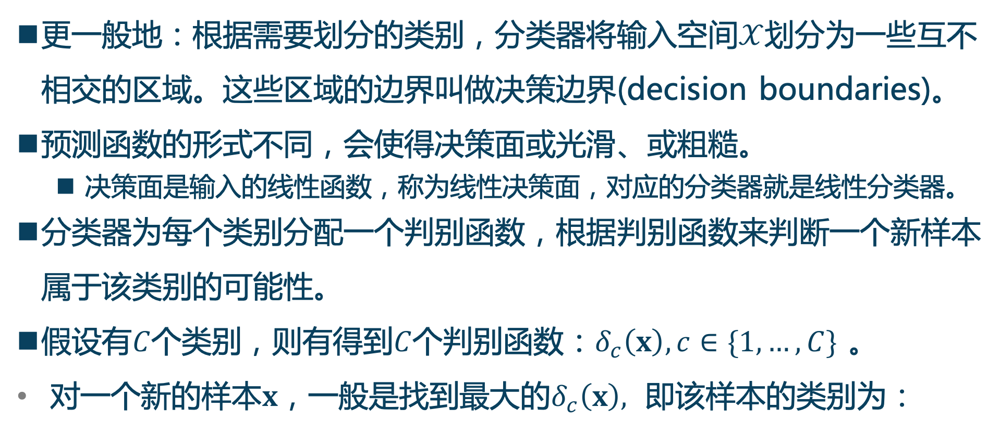 ■更一般地：根据需要划分的类别，分类器将输入空间𝒳划分为一些互不
相交的区域。这些区域的边界叫做决策边界(decision boundaries)。
■预测函数的形式不同，会使得决策面或光滑、或粗糙。
■ 决策面是输入的线性函数，称为线性决策面，对应的分类器就是线性分类器。
■分类器为每个类别分配一个判别函数，根据判别函数来判断一个新样本
属于该类别的可能性。
■假设有C个类别，则有得到C个判别函数：δ_c(𝐱), c ∈ {1, … , C} 。
• 对一个新的样本𝐱，一般是找到最大的δ_c(𝐱), 即该样本的类别为：